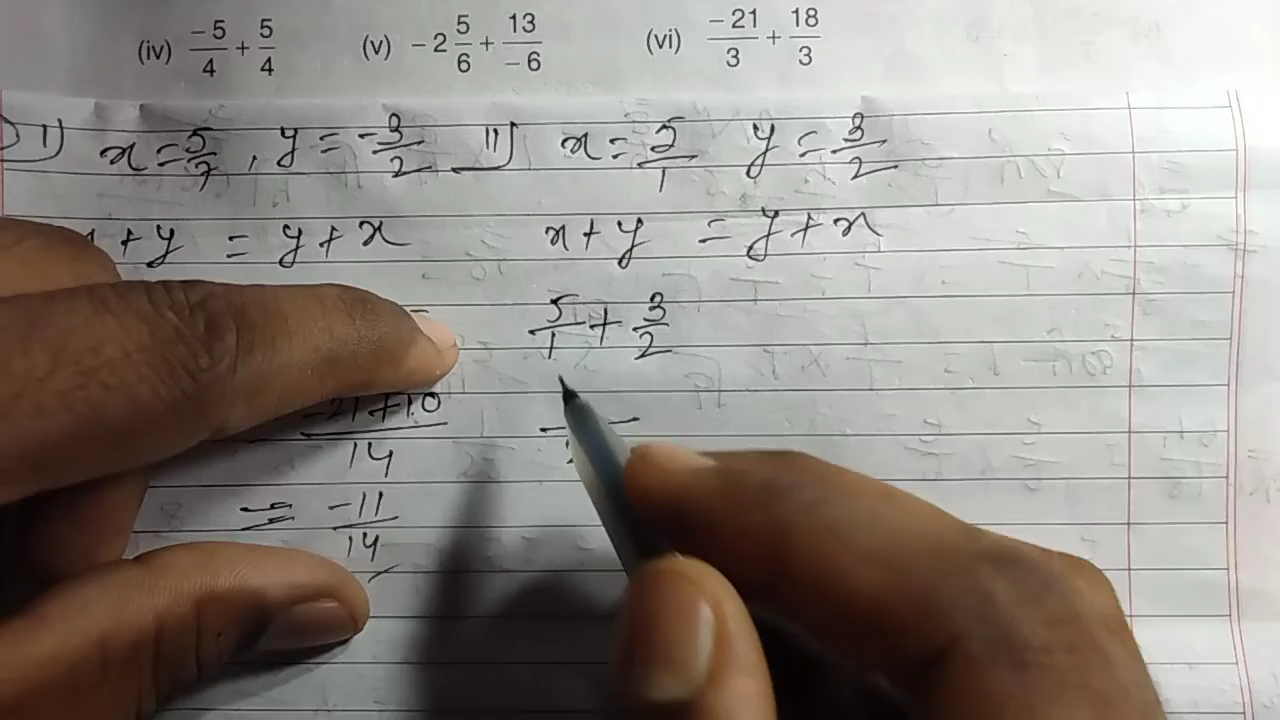 (iv) -5/4 + 5/4 (v) -2 5/6 + 13/-6 (vi) -21/3 + 18/3
1) x = 5/7 , y = -3/2 11) x = 5/1 y = 3/2
+ y = y + x x + y = y + x
5/1 + 3/2
-21 + 10/14
= -11/14